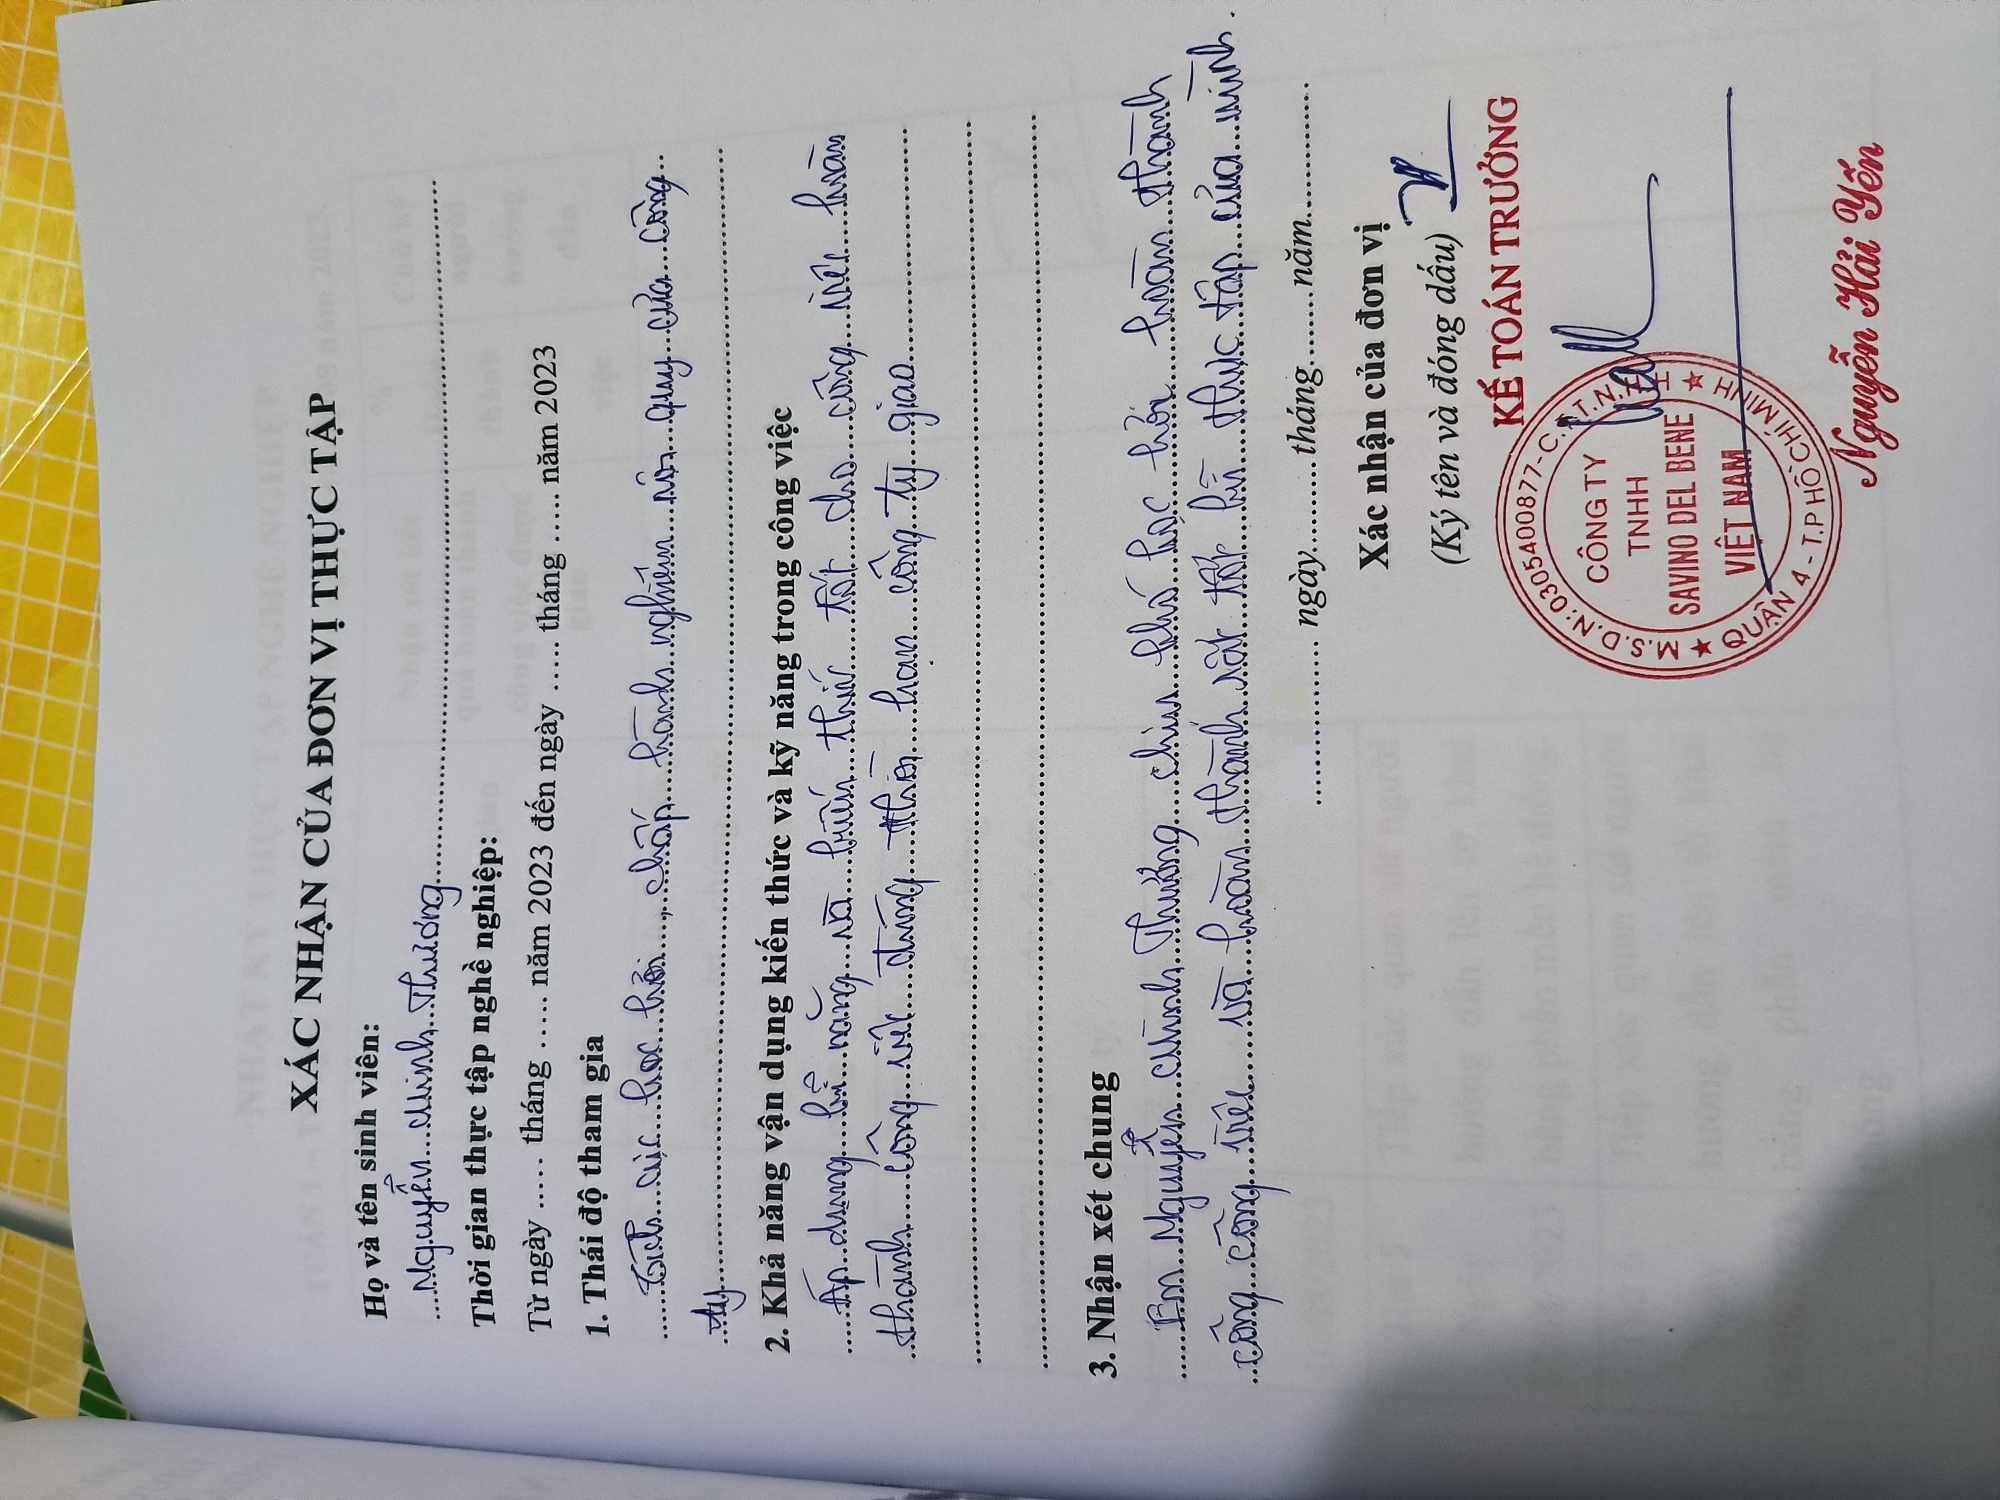 XÁC NHẬN CỦA ĐƠN VỊ THỰC TẬP
Họ và tên sinh viên:
Nguyễn Minh Thương
Thời gian thực tập nghề nghiệp:
Từ ngày ..... tháng ..... năm 2023 đến ngày ..... tháng ..... năm 2023
1. Thái độ tham gia
Tích cực học hỏi, chấp hành nghiêm nội quy của công
ty
2. Khả năng vận dụng kiến thức và kỹ năng trong công việc
Áp dụng kĩ năng và kiến thức tốt cho công việc hoàn
thành công việc đúng thời hạn công ty giao
3. Nhận xét chung
Em Nguyễn Minh Thương chịu khó học hỏi hoàn thành
công công việc và hoàn thành rất tốt kì thực tập của mình.
................ ngày.......... tháng........ năm..............
Xác nhận của đơn vị
(Ký tên và đóng dấu)
KẾ TOÁN TRƯỞNG
M.S.D.N: 0305400877-C.T.T.N.H.H
CÔNG TY
TNHH
SAVINO DEL BENE
VIỆT NAM
QUẬN 4 - T.P HỒ CHÍ MINH
Nguyễn Hải Yến